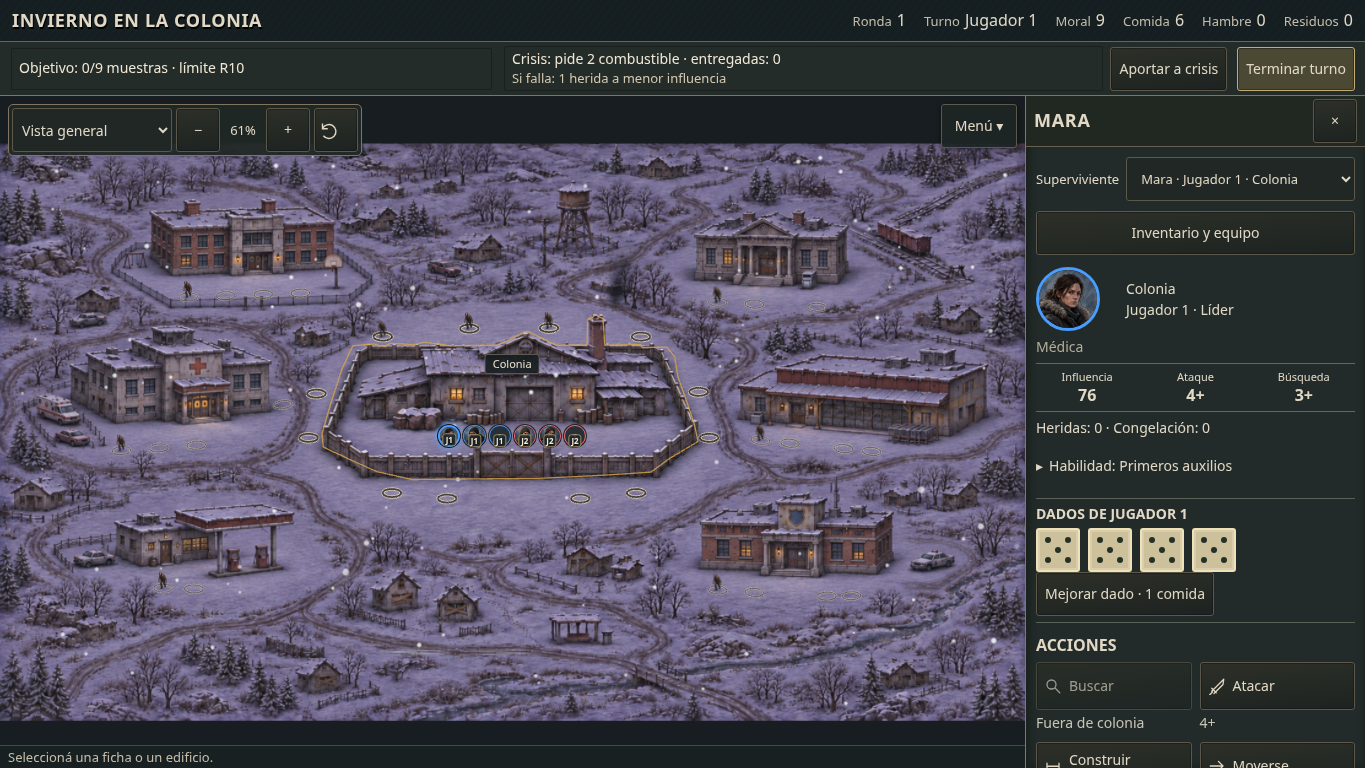 INVIERNO EN LA COLONIA
Ronda 1 Turno Jugador 1 Moral 9 Comida 6 Hambre 0 Residuos 0
Objetivo: 0/9 muestras · límite R10
Crisis: pide 2 combustible · entregadas: 0
Si falla: 1 herida a menor influencia
Aportar a crisis
Terminar turno
Vista general
−
61%
+
Menú ▾
Colonia
J1 J1 J1 J2 J2 J2
Seleccioná una ficha o un edificio.
MARA
×
Superviviente
Mara · Jugador 1 · Colonia
Inventario y equipo
Colonia
Jugador 1 · Líder
Médica
Influencia Ataque Búsqueda
76 4+ 3+
Heridas: 0 · Congelación: 0
▸ Habilidad: Primeros auxilios
DADOS DE JUGADOR 1
Mejorar dado · 1 comida
ACCIONES
Buscar
Atacar
Fuera de colonia
4+
Construir
Moverse